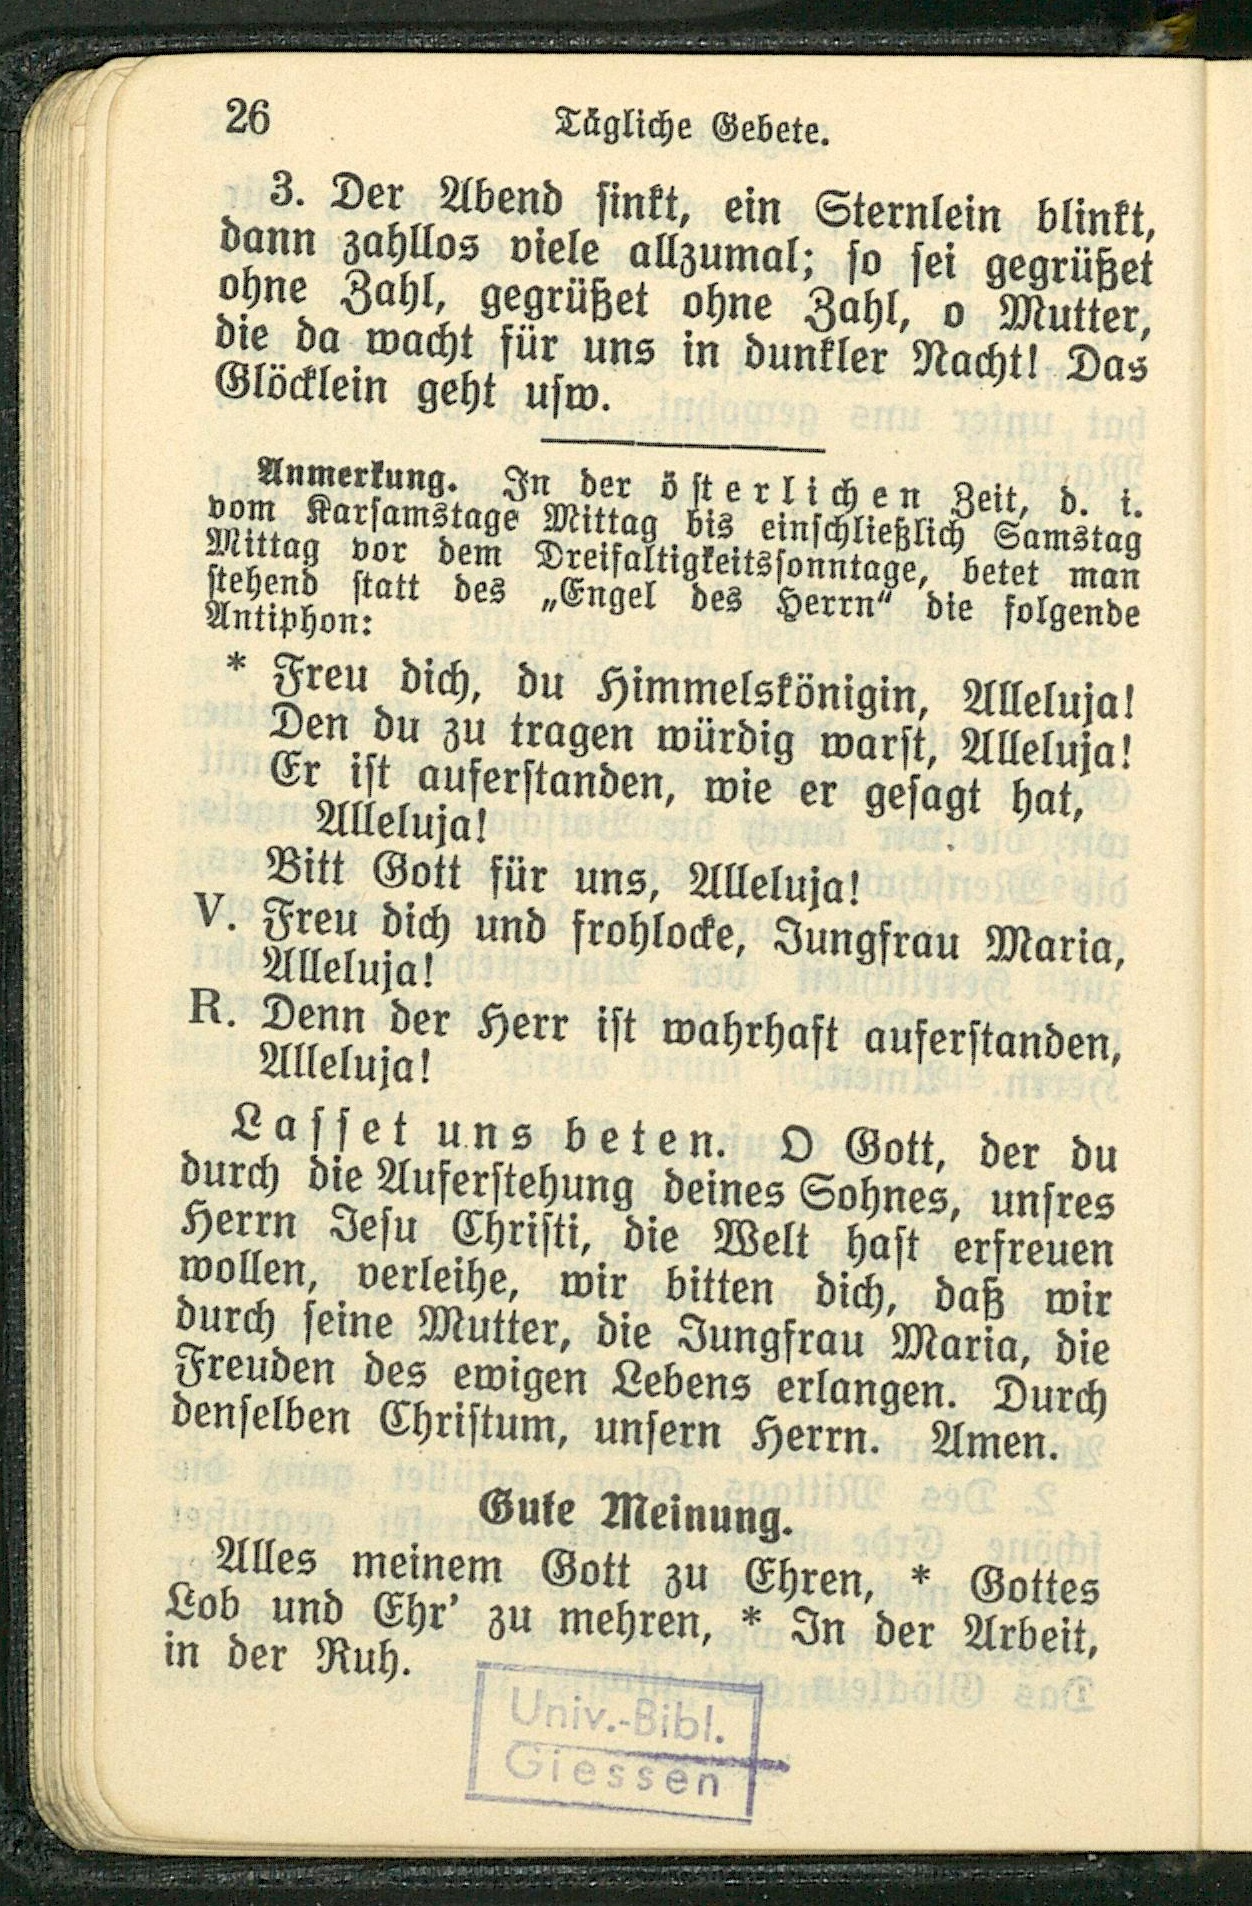 26
Tägliche Gebete.
3. Der Abend sinkt, ein Sternlein blinkt,
dann zahllos viele allzumal; so sei gegrüßet
ohne Zahl, gegrüßet ohne Zahl, o Mutter,
die da wacht für uns in dunkler Nacht! Das
Glöcklein geht usw.
Anmerkung. In der österlichen Zeit, d. i.
vom Karsamstage Mittag bis einschließlich Samstag
Mittag vor dem Dreifaltigkeitssonntage, betet man
stehend statt des „Engel des Herrn“ die folgende
Antiphon:
* Freu dich, du Himmelskönigin, Alleluja!
Den du zu tragen würdig warst, Alleluja!
Er ist auferstanden, wie er gesagt hat,
Alleluja!
Bitt Gott für uns, Alleluja!
V. Freu dich und frohlocke, Jungfrau Maria,
Alleluja!
R. Denn der Herr ist wahrhaft auferstanden,
Alleluja!
Lasset uns beten. O Gott, der du
durch die Auferstehung deines Sohnes, unsres
Herrn Jesu Christi, die Welt hast erfreuen
wollen, verleihe, wir bitten dich, daß wir
durch seine Mutter, die Jungfrau Maria, die
Freuden des ewigen Lebens erlangen. Durch
denselben Christum, unsern Herrn. Amen.
Gute Meinung.
Alles meinem Gott zu Ehren, * Gottes
Lob und Ehr' zu mehren, * In der Arbeit,
in der Ruh.
Univ.-Bibl.
Giessen